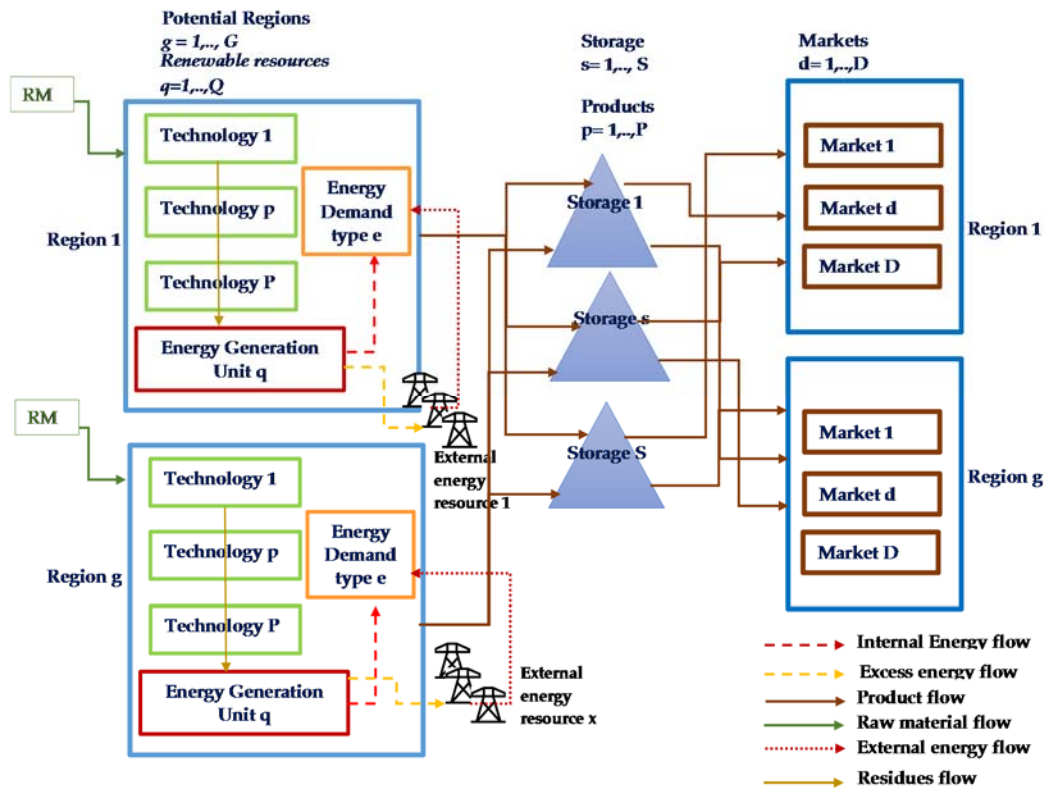 Potential Regions
g = 1,.., G
Renewable resources
q=1,..,Q
Storage
s= 1,.., S
Products
p= 1,..,P
Markets
d= 1,..,D
RM
Technology 1
Technology p
Technology P
Energy
Demand
type e
Region 1
Energy Generation
Unit q
External
energy
resource 1
RM
Technology 1
Technology p
Technology P
Energy
Demand
type e
Region g
Energy Generation
Unit q
External
energy
resource x
Storage 1
Storage s
Storage S
Market 1
Market d
Market D
Region 1
Market 1
Market d
Market D
Region g
Internal Energy flow
Excess energy flow
Product flow
Raw material flow
External energy flow
Residues flow